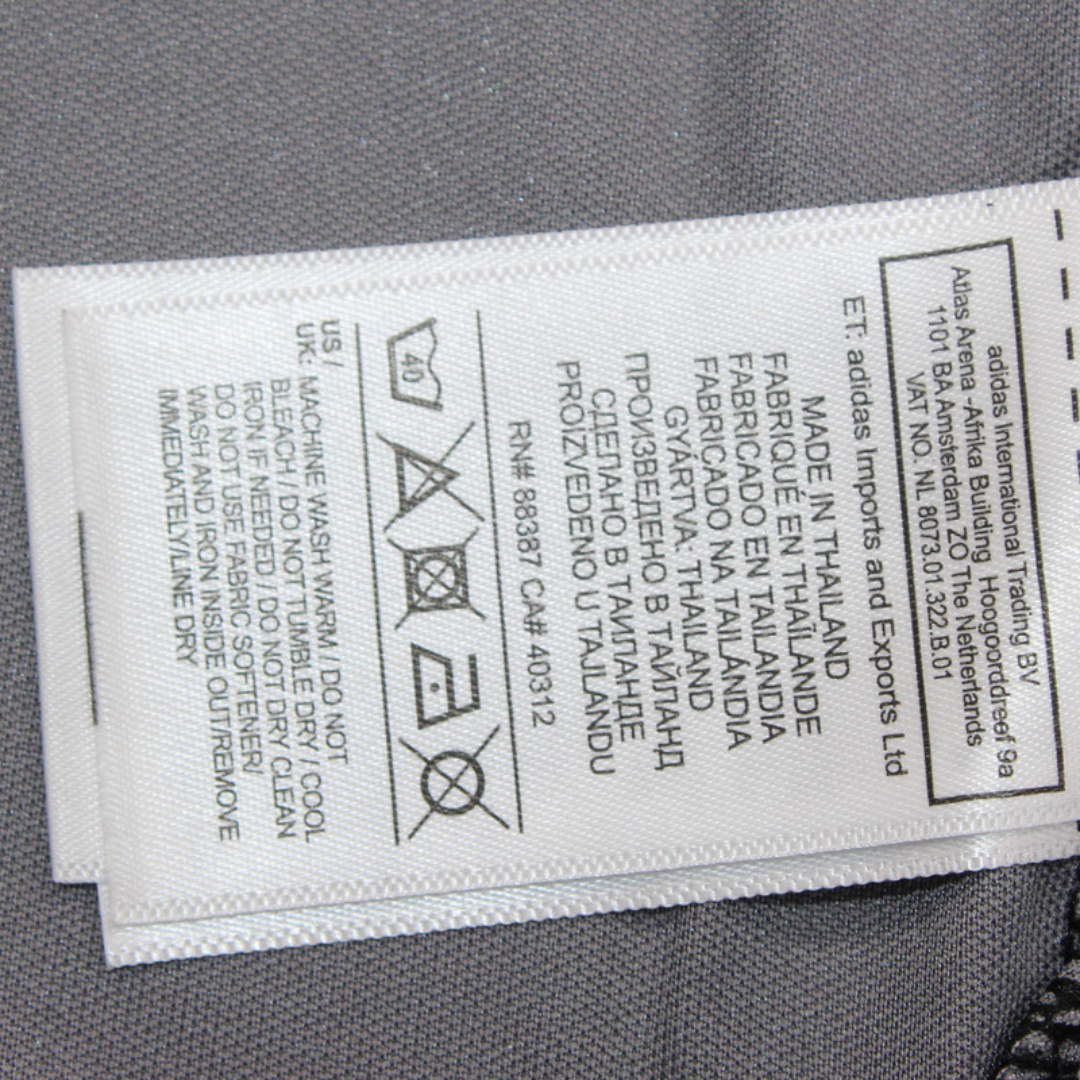 adidas International Trading BV
Atlas Arena -Afrika Building Hoogoorddreef 9a
1101 BA Amsterdam ZO The Netherlands
VAT NO. NL 8073.01.322.B.01
ET: adidas Imports and Exports Ltd
MADE IN THAILAND
FABRIQUÉ EN THAÏLANDE
FABRICADO EN TAILANDIA
FABRICADO NA TAILÁNDIA
GYÁRTVA: THAILAND
ПРОИЗВЕДЕНО В ТАЙЛАНД
СДЕЛАНО В ТАИЛАНДЕ
PROIZVEDENO U TAJLANDU
RN# 88387 CA# 40312
40
US /
UK: MACHINE WASH WARM / DO NOT
BLEACH / DO NOT TUMBLE DRY / COOL
IRON IF NEEDED / DO NOT DRY CLEAN
DO NOT USE FABRIC SOFTENER/
WASH AND IRON INSIDE OUT/REMOVE
IMMEDIATELY/LINE DRY